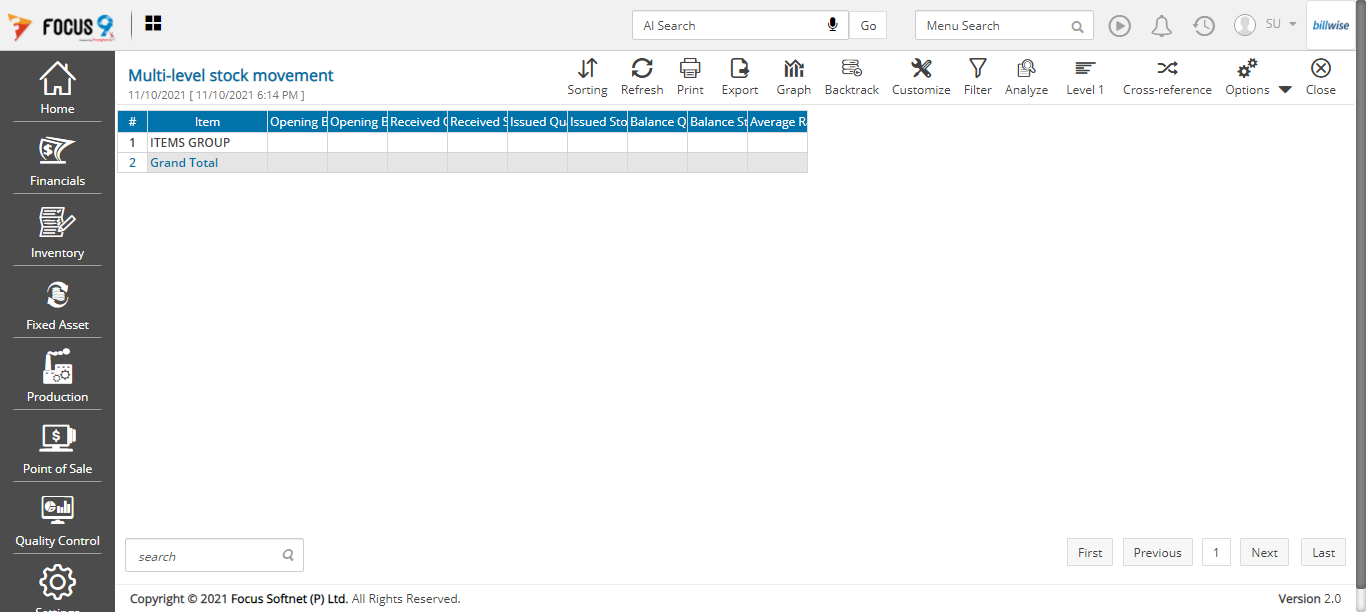 FOCUS 9
AI Search
Go
Menu Search
SU
billwise
Home
Financials
Inventory
Fixed Asset
Production
Point of Sale
Quality Control
Multi-level stock movement
11/10/2021 [ 11/10/2021 6:14 PM ]
Sorting Refresh Print Export Graph Backtrack Customize Filter Analyze Level 1 Cross-reference Options Close
# Item Opening B Opening B Received Q Received S Issued Qu Issued Sto Balance Q Balance St Average Ra
1 ITEMS GROUP
2 Grand Total
search
First Previous 1 Next Last
Copyright © 2021 Focus Softnet (P) Ltd. All Rights Reserved.
Version 2.0